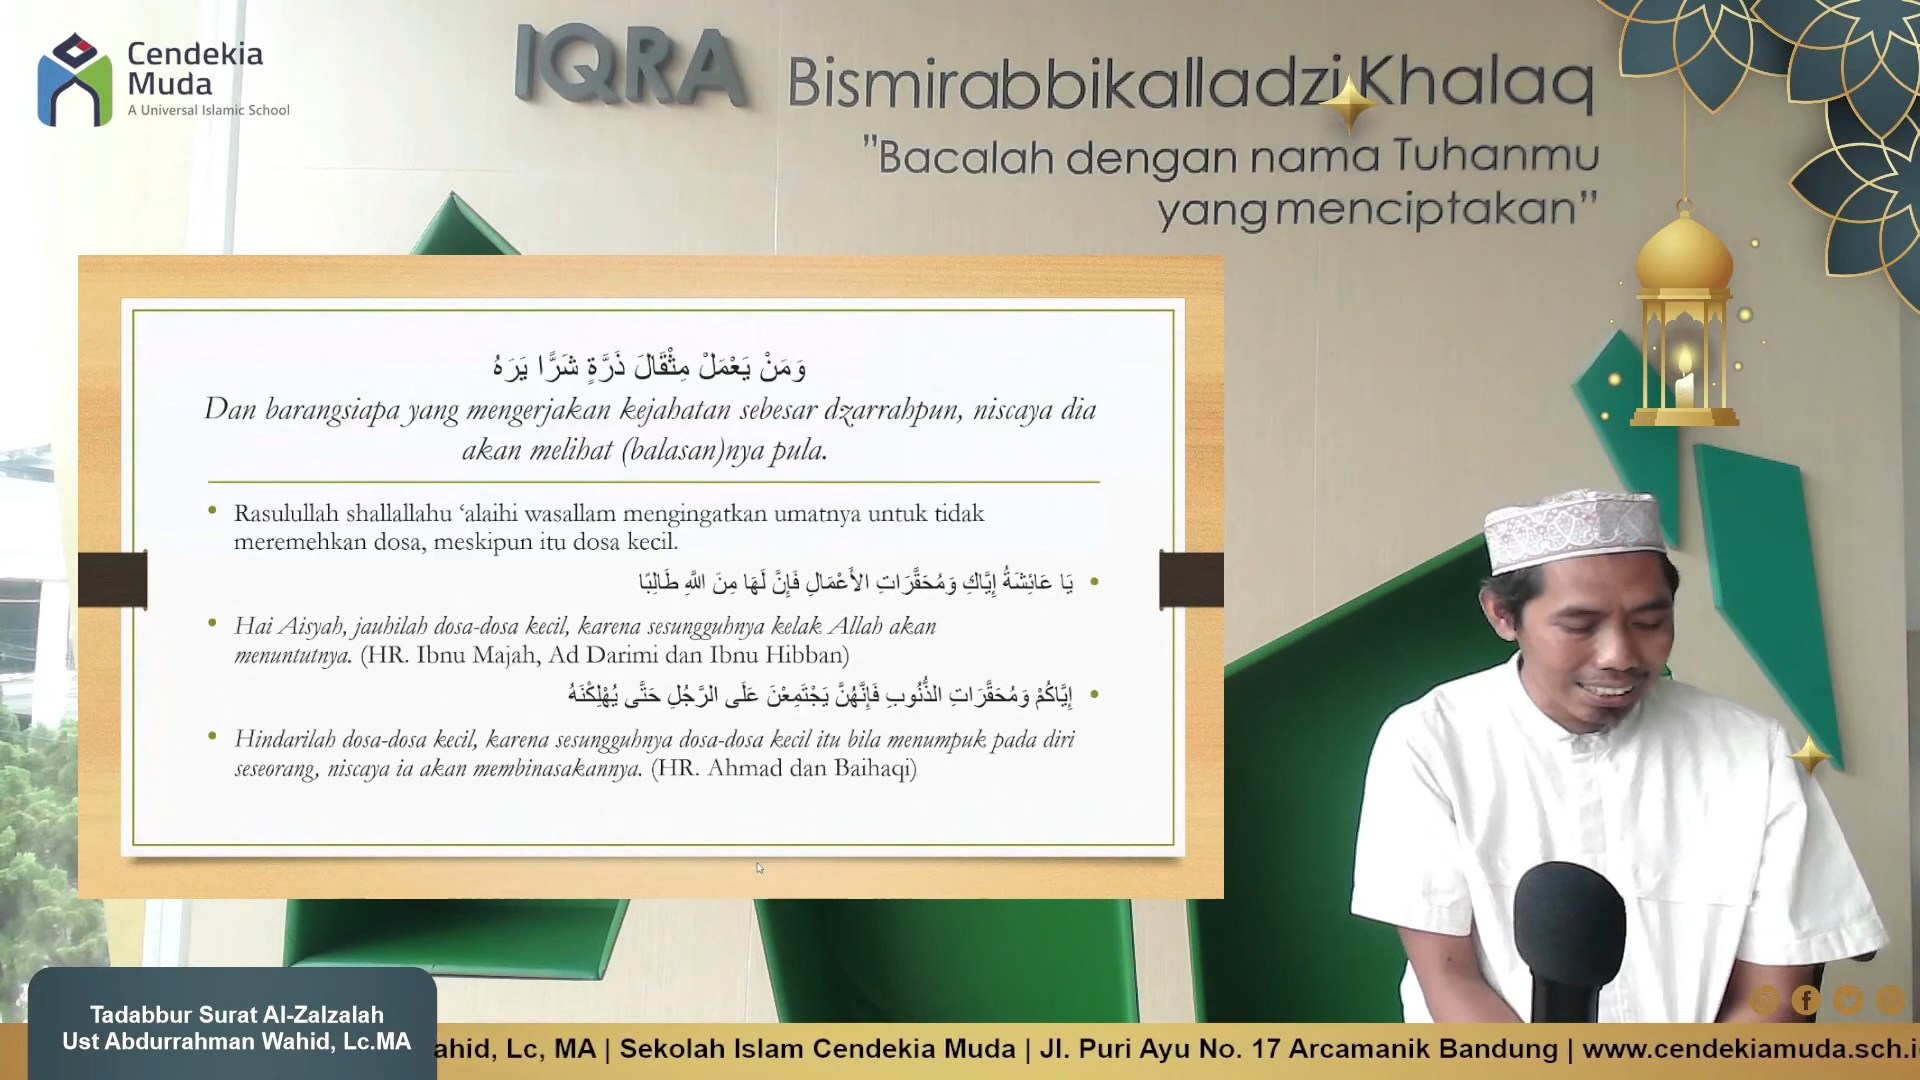 Cendekia
Muda
A Universal Islamic School
IQRA
Bismirabbikalladzi Khalaq
"Bacalah dengan nama Tuhanmu
yang menciptakan"
وَمَنْ يَعْمَلْ مِثْقَالَ ذَرَّةٍ شَرًّا يَرَهُ
Dan barangsiapa yang mengerjakan kejahatan sebesar dzarrahpun, niscaya dia
akan melihat (balasan)nya pula.
• Rasulullah shallallahu ‘alaihi wasallam mengingatkan umatnya untuk tidak
meremehkan dosa, meskipun itu dosa kecil.
• يَا عَائِشَةُ إِيَّاكِ وَمُحَقَّرَاتِ الأَعْمَالِ فَإِنَّ لَهَا مِنَ اللَّهِ طَالِبًا
• Hai Aisyah, jauhilah dosa-dosa kecil, karena sesungguhnya kelak Allah akan
menuntutnya. (HR. Ibnu Majah, Ad Darimi dan Ibnu Hibban)
• إِيَّاكُمْ وَمُحَقَّرَاتِ الذُّنُوبِ فَإِنَّهُنَّ يَجْتَمِعْنَ عَلَى الرَّجُلِ حَتَّى يُهْلِكْنَهُ
• Hindarilah dosa-dosa kecil, karena sesungguhnya dosa-dosa kecil itu bila menumpuk pada diri
seseorang, niscaya ia akan membinasakannya. (HR. Ahmad dan Baihaqi)
Tadabbur Surat Al-Zalzalah
Ust Abdurrahman Wahid, Lc.MA
ahid, Lc, MA | Sekolah Islam Cendekia Muda | Jl. Puri Ayu No. 17 Arcamanik Bandung | www.cendekiamuda.sch.i